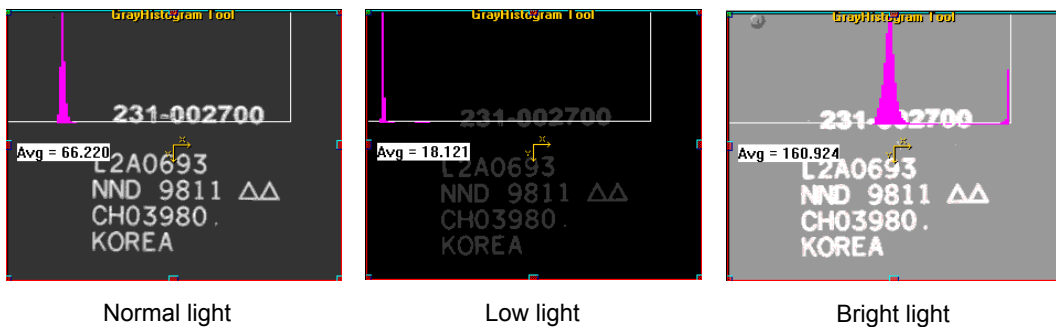 GrayHistogram Tool
231-002700
Avg = 66.220
L2A0693
NND 9811 ΔΔ
CH03980.
KOREA
Normal light
GrayHistogram Tool
231-002700
Avg = 18.121
L2A0693
NND 9811 ΔΔ
CH03980.
KOREA
Low light
GrayHistogram Tool
231-002700
Avg = 160.924
L2A0693
NND 9811 ΔΔ
CH03980.
KOREA
Bright light